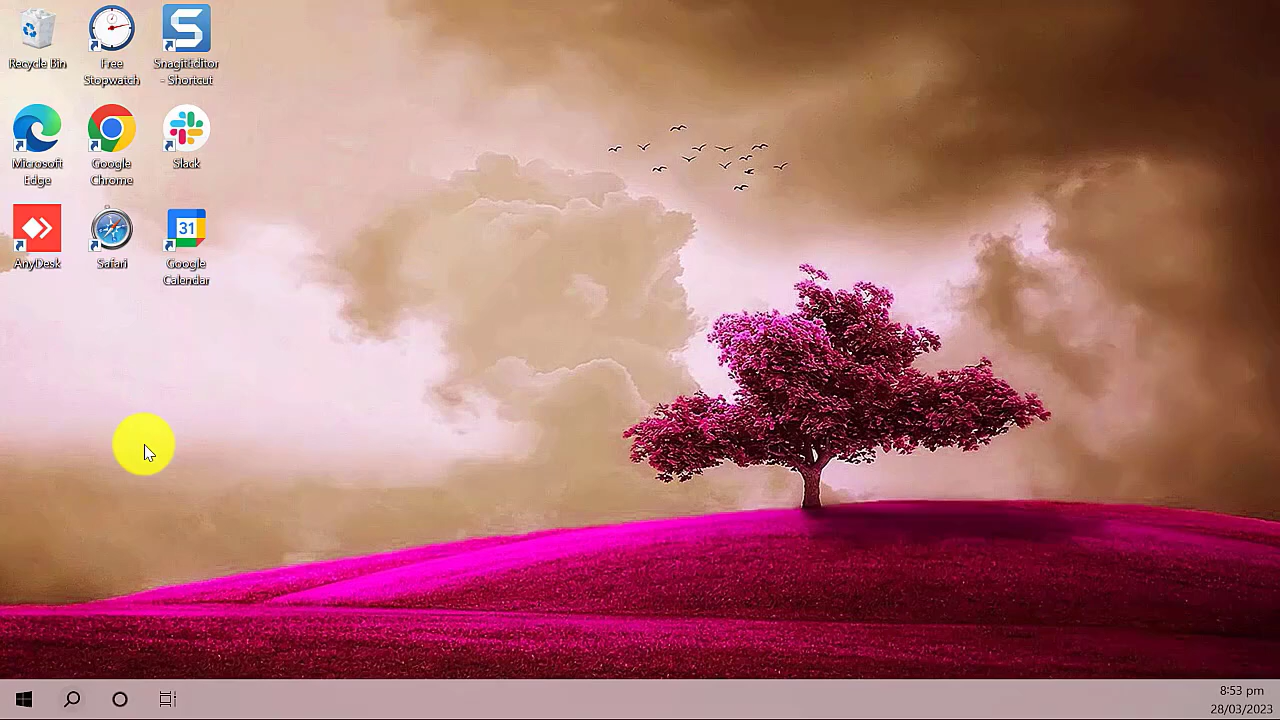 Recycle Bin
Free
Stopwatch
SnagitEditor
- Shortcut
Microsoft
Edge
Google
Chrome
Slack
AnyDesk
Safari
31
Google
Calendar
8:53 pm
28/03/2023